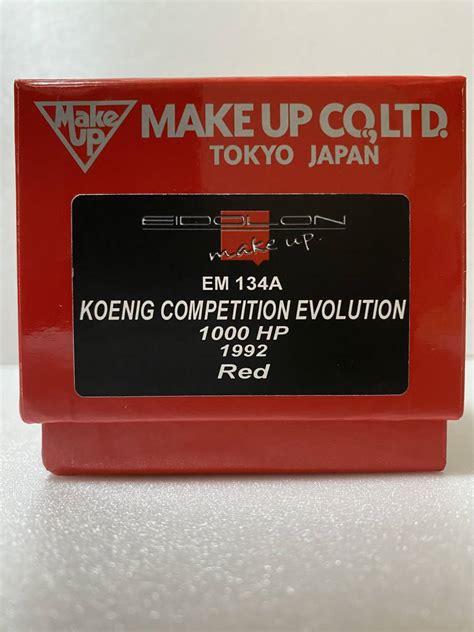 Make UP
MAKE UP CO.,LTD.
TOKYO JAPAN
EIDOLON
make up.
EM 134A
KOENIG COMPETITION EVOLUTION
1000 HP
1992
Red